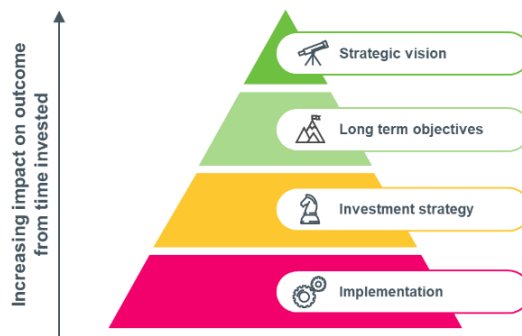 Increasing impact on outcome
from time invested
Strategic vision
Long term objectives
Investment strategy
Implementation